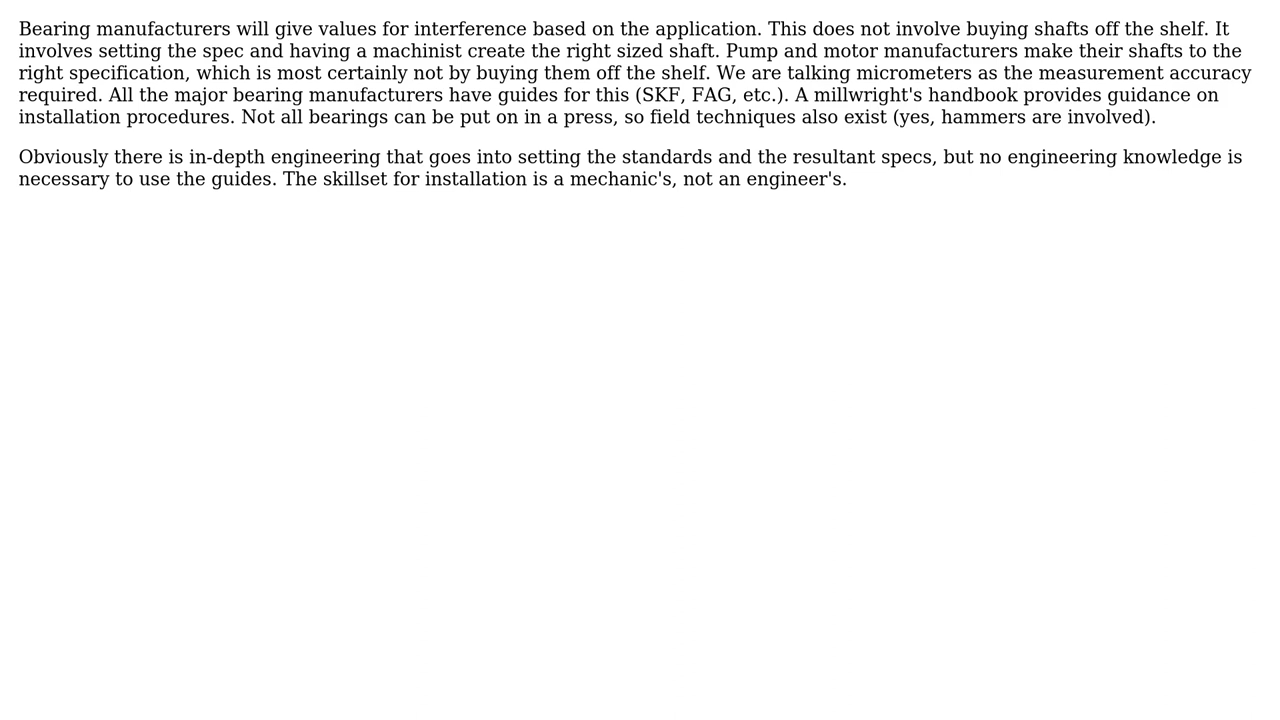 Bearing manufacturers will give values for interference based on the application. This does not involve buying shafts off the shelf. It
involves setting the spec and having a machinist create the right sized shaft. Pump and motor manufacturers make their shafts to the
right specification, which is most certainly not by buying them off the shelf. We are talking micrometers as the measurement accuracy
required. All the major bearing manufacturers have guides for this (SKF, FAG, etc.). A millwright's handbook provides guidance on
installation procedures. Not all bearings can be put on in a press, so field techniques also exist (yes, hammers are involved).
Obviously there is in-depth engineering that goes into setting the standards and the resultant specs, but no engineering knowledge is
necessary to use the guides. The skillset for installation is a mechanic's, not an engineer's.